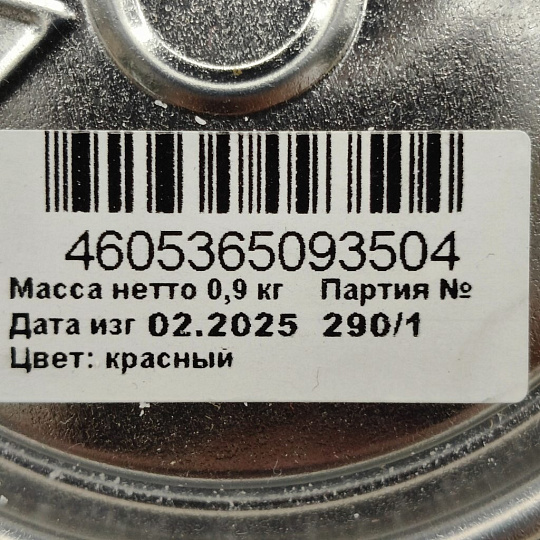 4605365093504
Масса нетто 0,9 кг Партия №
Дата изг 02.2025 290/1
Цвет: красный